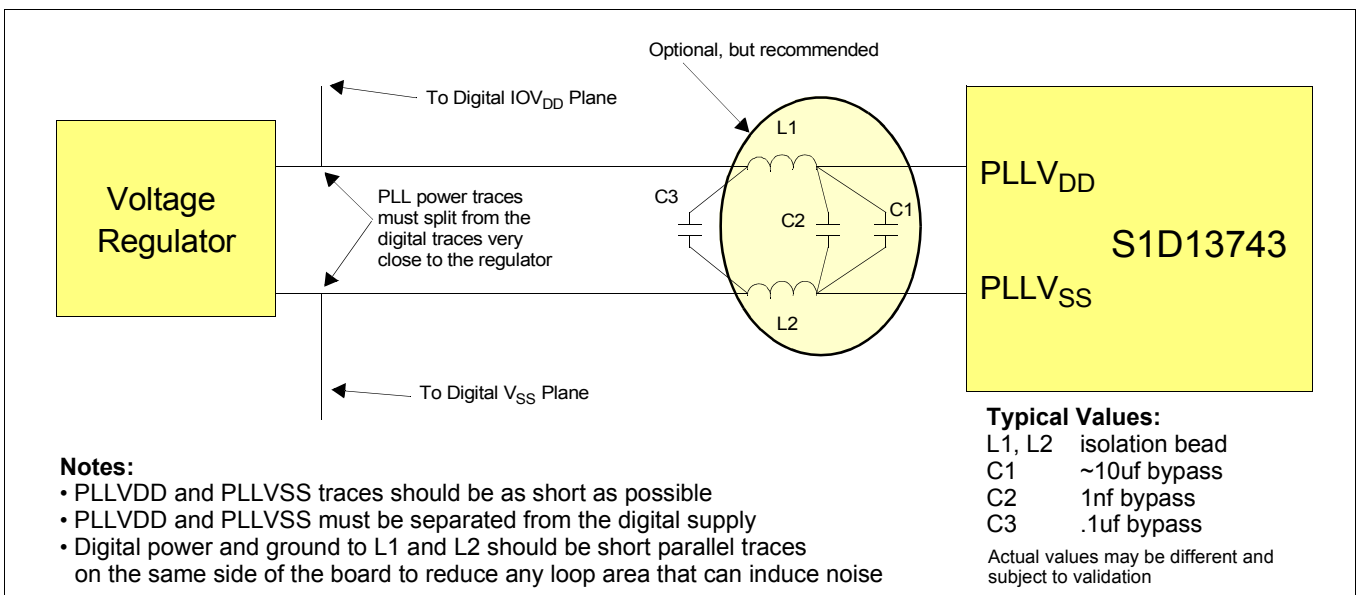 Optional, but recommended
To Digital IOVDD Plane
L1
Voltage
Regulator
PLL power traces
must split from the
digital traces very
close to the regulator
C3
C2
C1
PLLVDD
S1D13743
PLLVSS
L2
To Digital VSS Plane
Notes:
• PLLVDD and PLLVSS traces should be as short as possible
• PLLVDD and PLLVSS must be separated from the digital supply
• Digital power and ground to L1 and L2 should be short parallel traces
on the same side of the board to reduce any loop area that can induce noise
Typical Values:
L1, L2 isolation bead
C1 ~10uf bypass
C2 1nf bypass
C3 .1uf bypass
Actual values may be different and
subject to validation